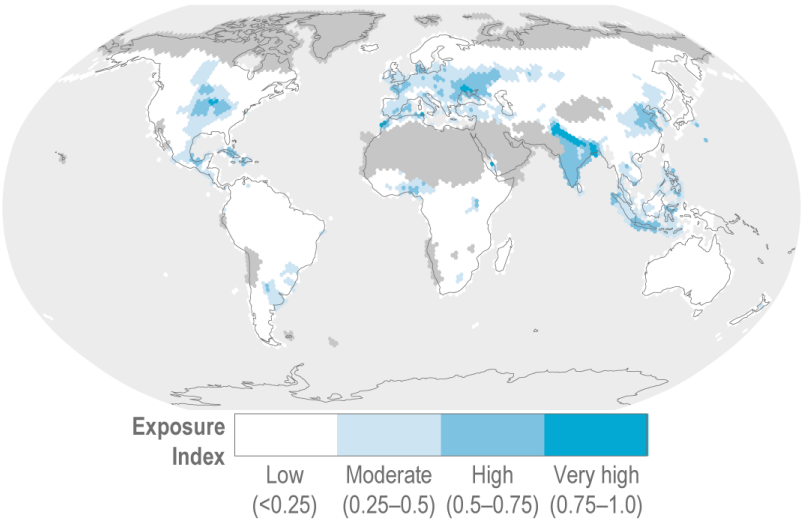 Exposure
Index
Low Moderate High Very high
(<0.25) (0.25–0.5) (0.5–0.75) (0.75–1.0)